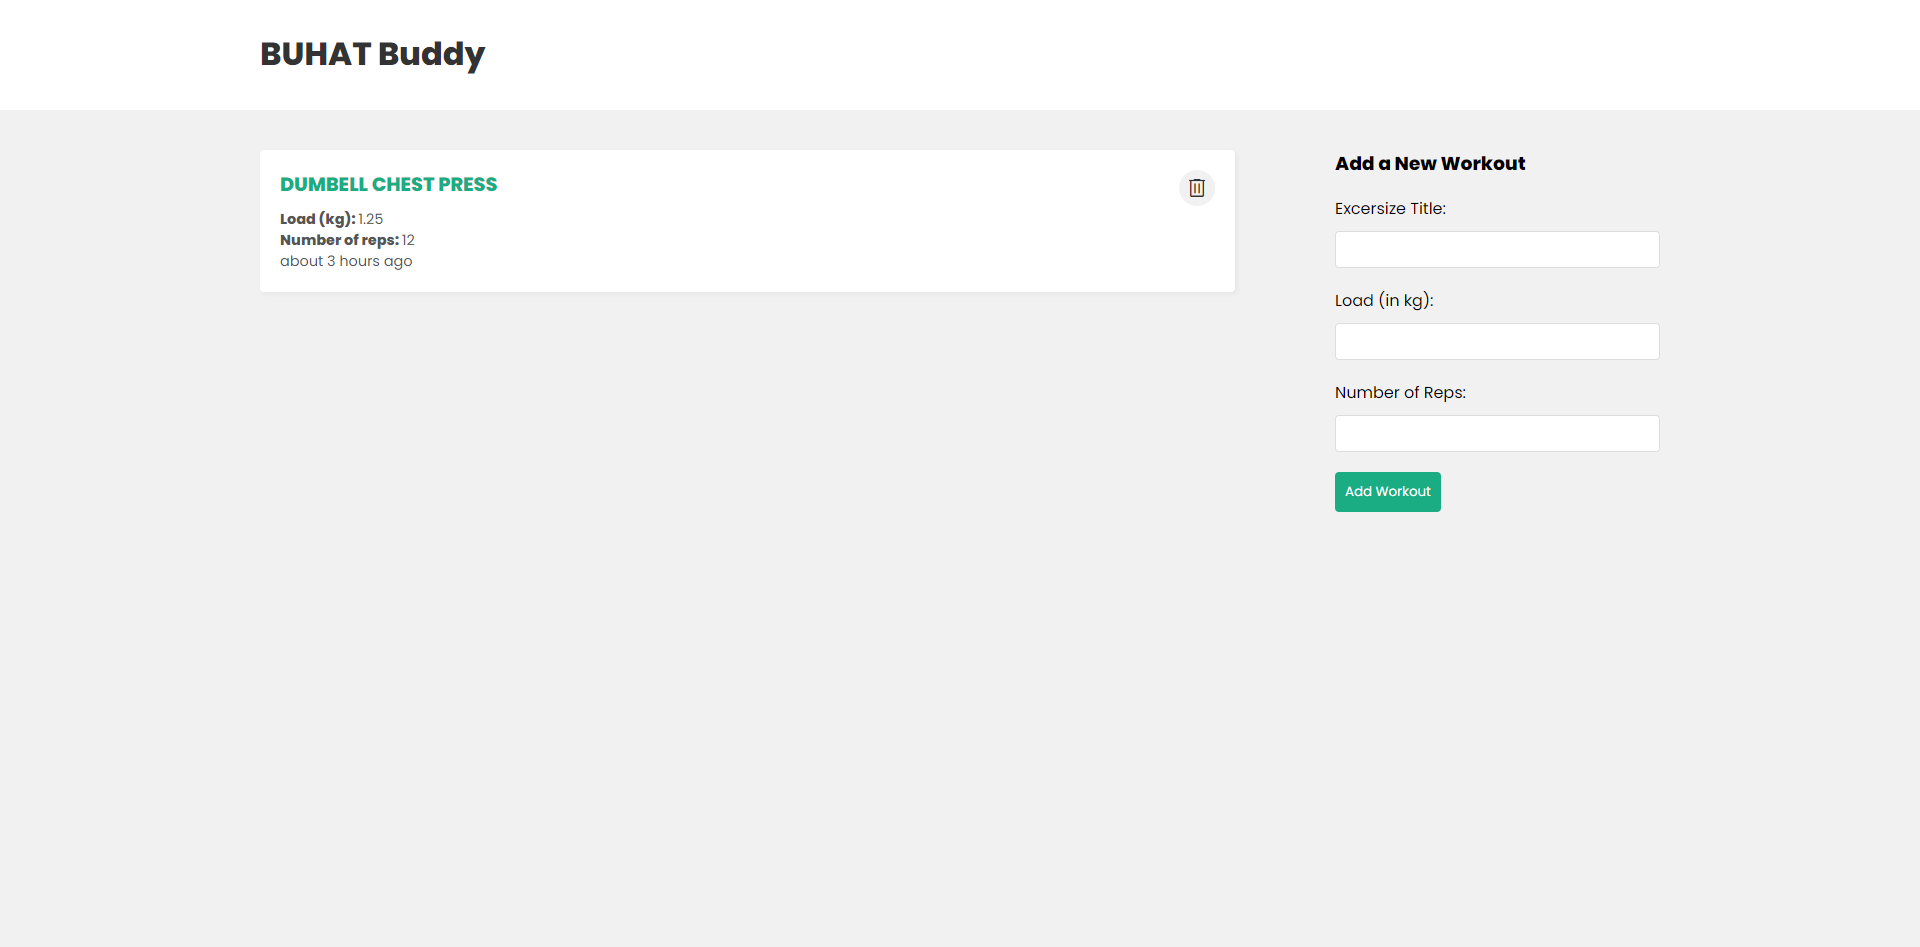 BUHAT Buddy
DUMBELL CHEST PRESS
Load (kg): 1.25
Number of reps: 12
about 3 hours ago
Add a New Workout
Excersize Title:
Load (in kg):
Number of Reps:
Add Workout